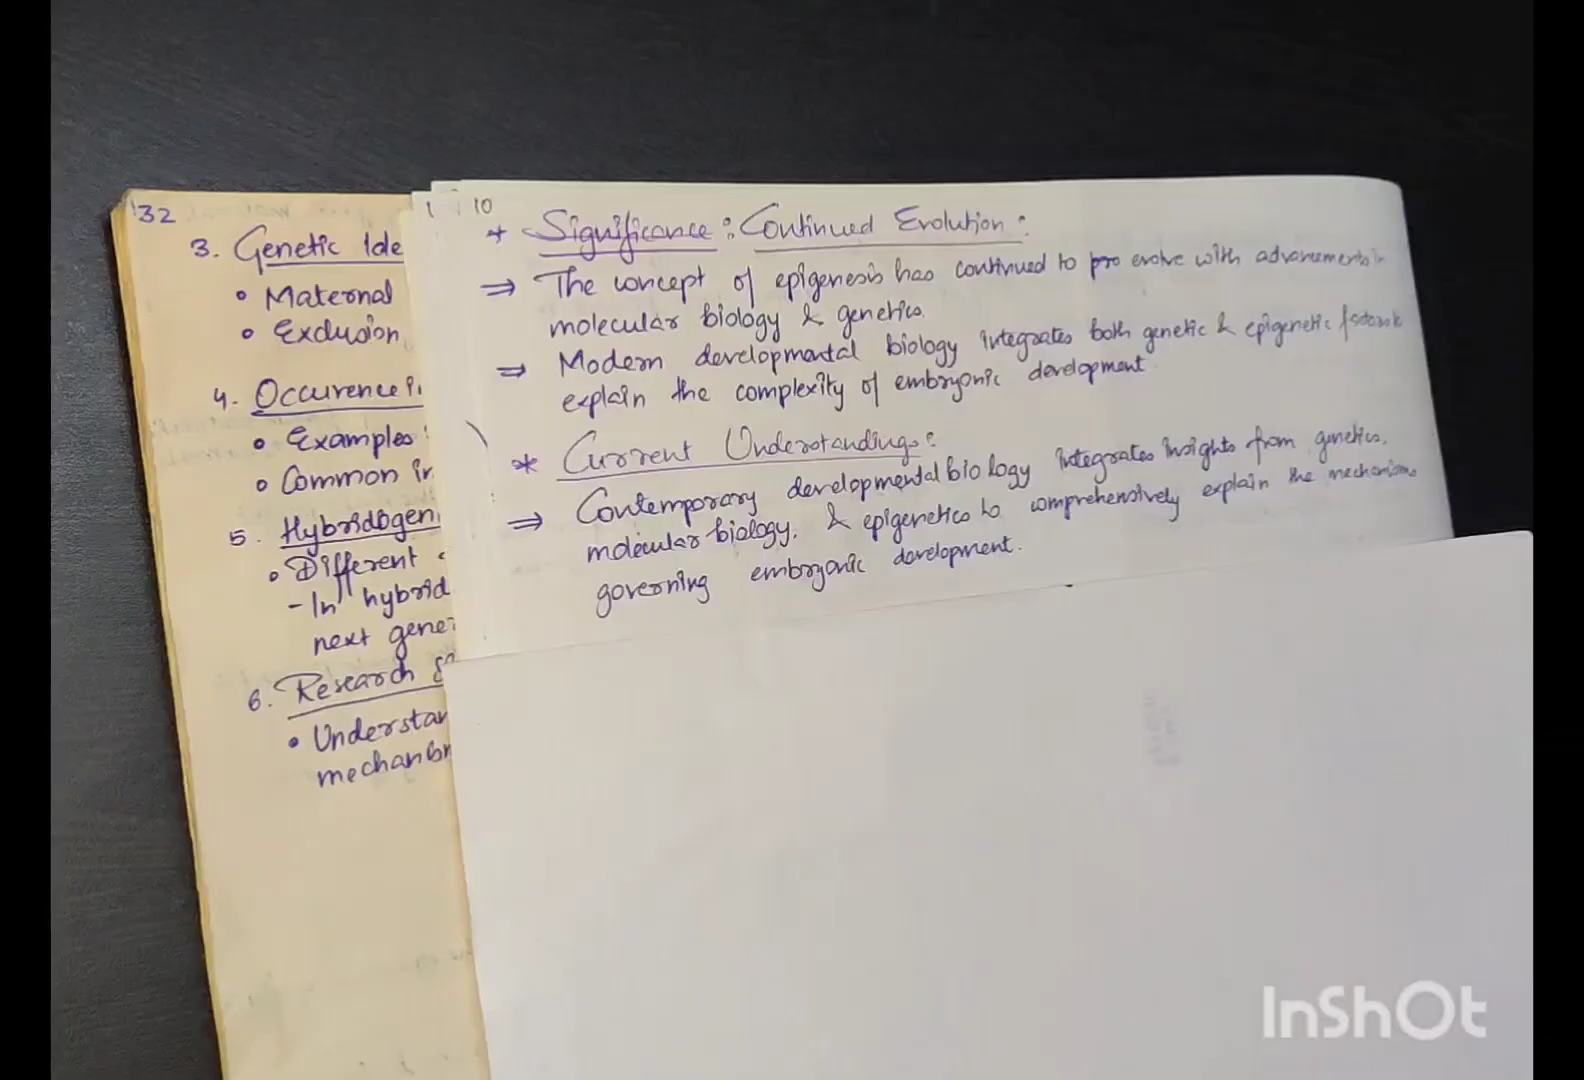 32
3. Genetic Ide
• Maternal
• Exclusion
4. Occurence i
• Examples:
• Common in
5. Hybridogen
• Different
- In hybrid
next gene
6. Research
• Understan
mechanism
10
* Significance: Continued Evolution:
⇒ The concept of epigenesis has continued to pro evolve with advancements in
molecular biology & genetics.
⇒ Modern developmental biology integrates both genetic & epigenetic factors to
explain the complexity of embryonic development
* Current Understanding:
⇒ Contemporary developmental biology integrates insights from genetics,
molecular biology, & epigenetics to comprehensively explain the mechanisms
governing embryonic development.
InShOt